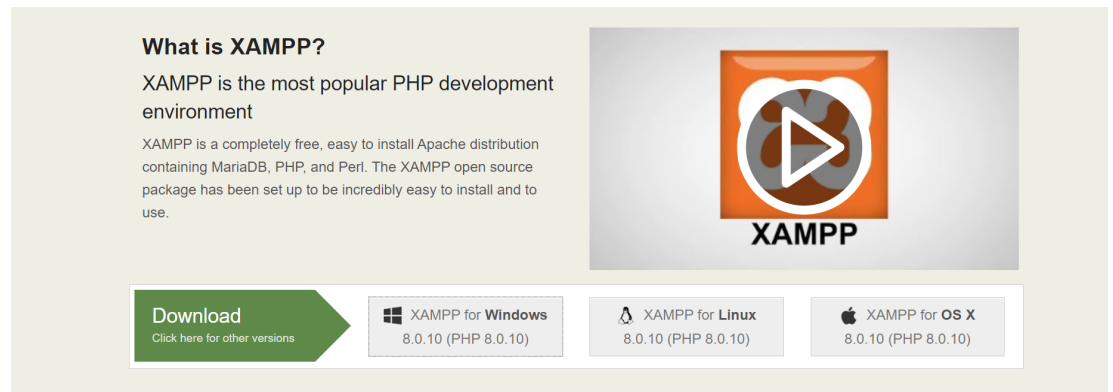 What is XAMPP?
XAMPP is the most popular PHP development
environment
XAMPP is a completely free, easy to install Apache distribution
containing MariaDB, PHP, and Perl. The XAMPP open source
package has been set up to be incredibly easy to install and to
use.
XAMPP
Download
Click here for other versions
XAMPP for Windows
8.0.10 (PHP 8.0.10)
XAMPP for Linux
8.0.10 (PHP 8.0.10)
XAMPP for OS X
8.0.10 (PHP 8.0.10)